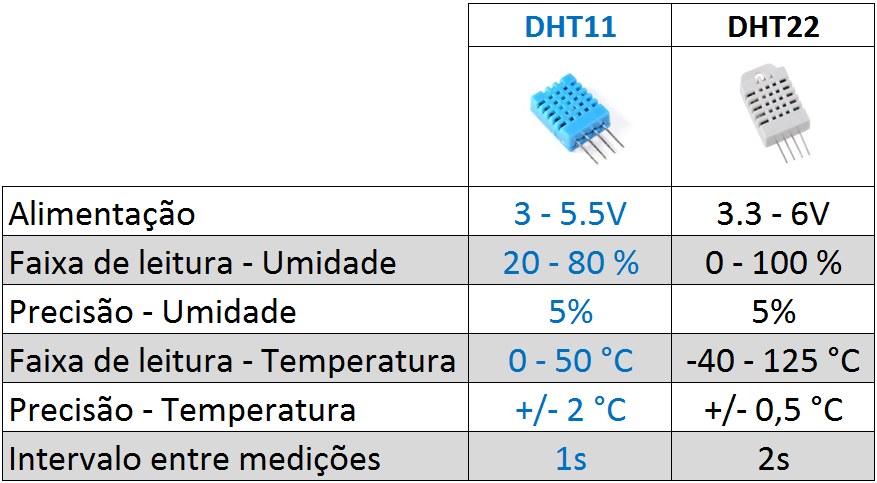 DHT11 DHT22
Alimentação 3 - 5.5V 3.3 - 6V
Faixa de leitura - Umidade 20 - 80 % 0 - 100 %
Precisão - Umidade 5% 5%
Faixa de leitura - Temperatura 0 - 50 °C -40 - 125 °C
Precisão - Temperatura +/- 2 °C +/- 0,5 °C
Intervalo entre medições 1s 2s